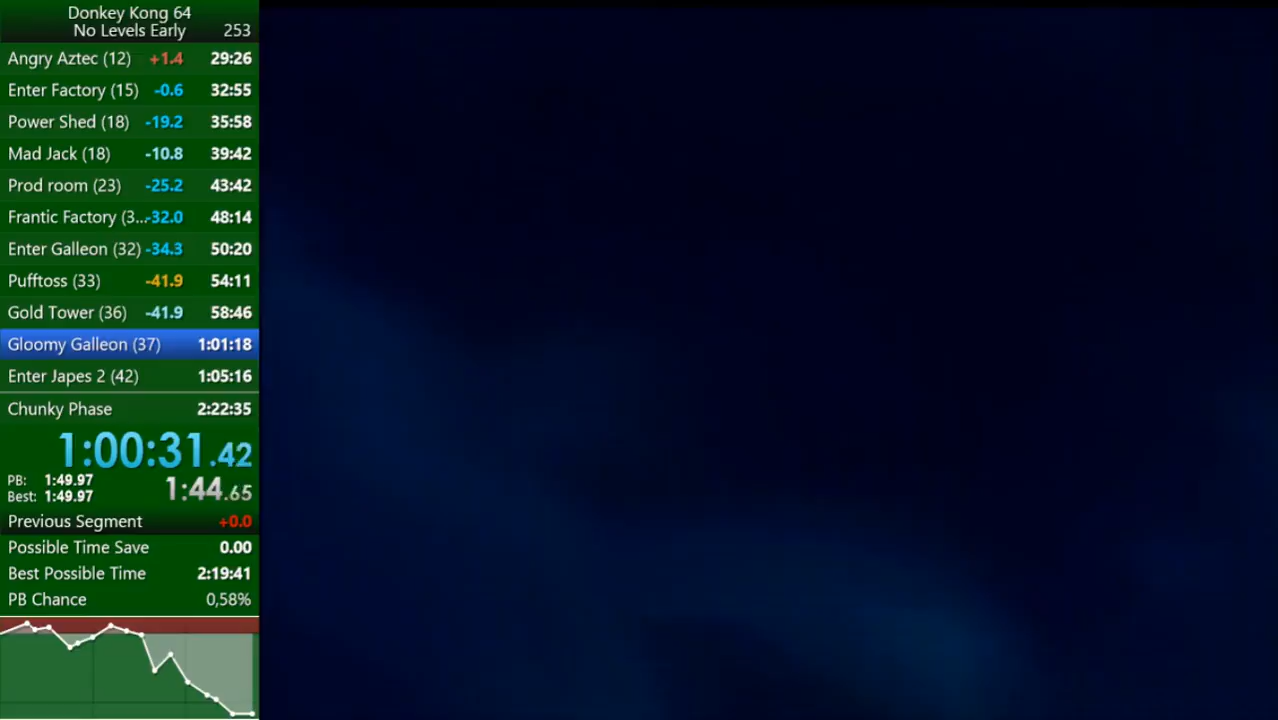 Donkey Kong 64
No Levels Early 253
Angry Aztec (12) +1.4 29:26
Enter Factory (15) -0.6 32:55
Power Shed (18) -19.2 35:58
Mad Jack (18) -10.8 39:42
Prod room (23) -25.2 43:42
Frantic Factory (3... -32.0 48:14
Enter Galleon (32) -34.3 50:20
Pufftoss (33) -41.9 54:11
Gold Tower (36) -41.9 58:46
Gloomy Galleon (37) 1:01:18
Enter Japes 2 (42) 1:05:16
Chunky Phase 2:22:35
1:00:31.42
PB: 1:49.97
Best: 1:49.97 1:44.65
Previous Segment +0.0
Possible Time Save 0.00
Best Possible Time 2:19:41
PB Chance 0,58%